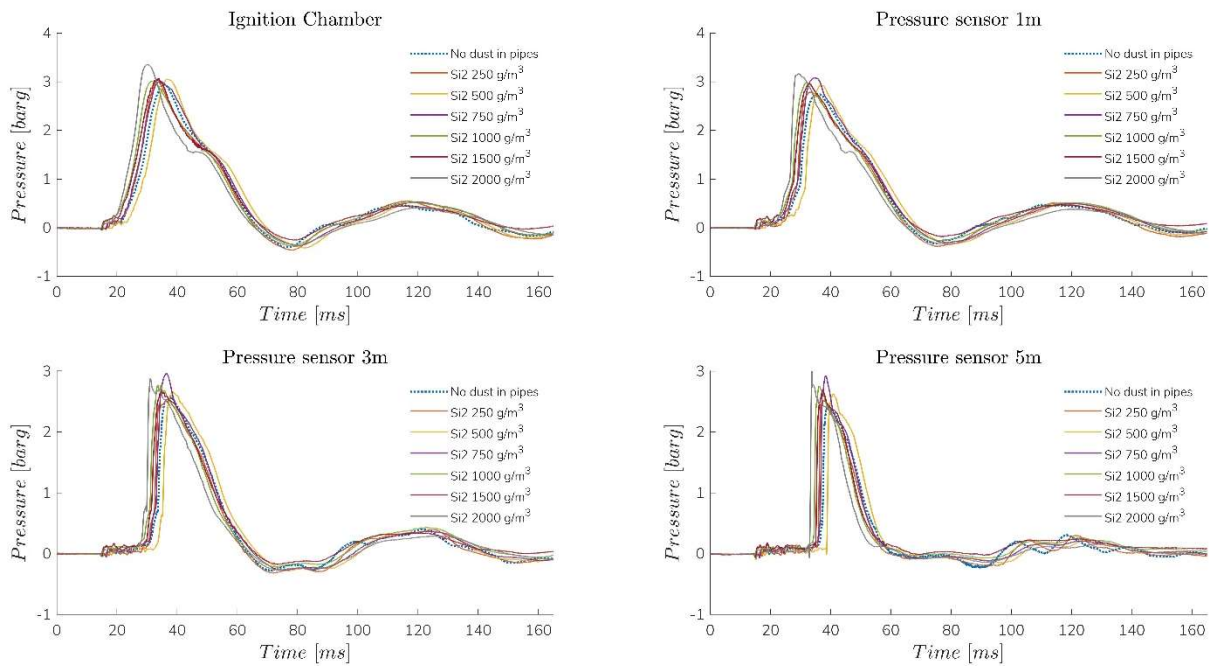 Ignition Chamber
Pressure [barg]
4
3
2
1
0
-1
No dust in pipes
Si2 250 g/m³
Si2 500 g/m³
Si2 750 g/m³
Si2 1000 g/m³
Si2 1500 g/m³
Si2 2000 g/m³
0 20 40 60 80 100 120 140 160
Time [ms]
Pressure sensor 1m
Pressure [barg]
4
3
2
1
0
-1
No dust in pipes
Si2 250 g/m³
Si2 500 g/m³
Si2 750 g/m³
Si2 1000 g/m³
Si2 1500 g/m³
Si2 2000 g/m³
0 20 40 60 80 100 120 140 160
Time [ms]
Pressure sensor 3m
Pressure [barg]
3
2
1
0
-1
No dust in pipes
Si2 250 g/m³
Si2 500 g/m³
Si2 750 g/m³
Si2 1000 g/m³
Si2 1500 g/m³
Si2 2000 g/m³
0 20 40 60 80 100 120 140 160
Time [ms]
Pressure sensor 5m
Pressure [barg]
3
2
1
0
-1
No dust in pipes
Si2 250 g/m³
Si2 500 g/m³
Si2 750 g/m³
Si2 1000 g/m³
Si2 1500 g/m³
Si2 2000 g/m³
0 20 40 60 80 100 120 140 160
Time [ms]